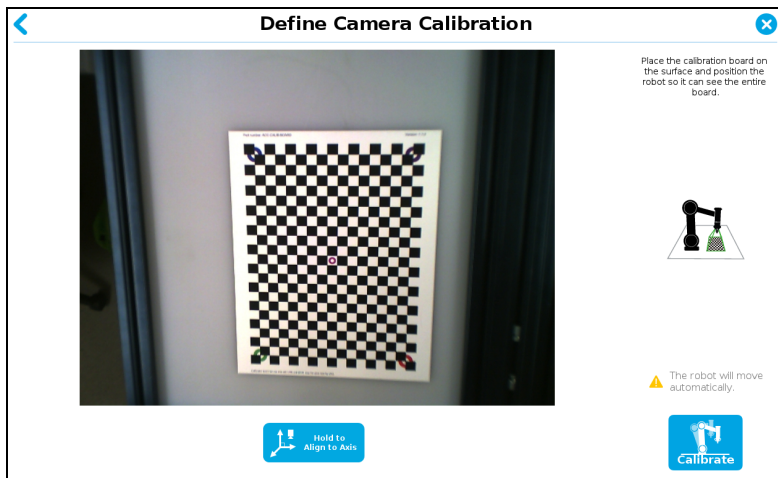 Define Camera Calibration
Place the calibration board on
the surface and position the
robot so it can see the entire
board.
The robot will move
automatically.
Hold to
Align to Axis
Calibrate